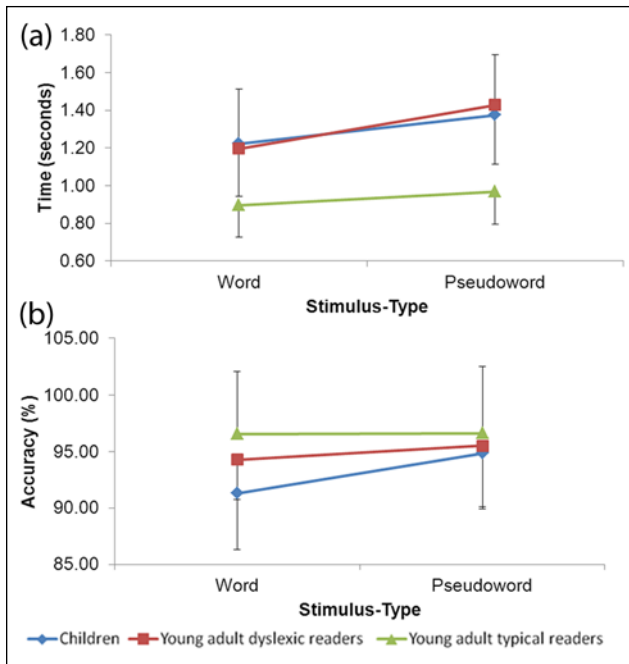 (a)
1.80
1.60
1.40
1.20
1.00
0.80
0.60
Time (seconds)
Word Pseudoword
Stimulus-Type
(b)
105.00
100.00
95.00
90.00
85.00
Accuracy (%)
Word Pseudoword
Stimulus-Type
Children Young adult dyslexic readers Young adult typical readers